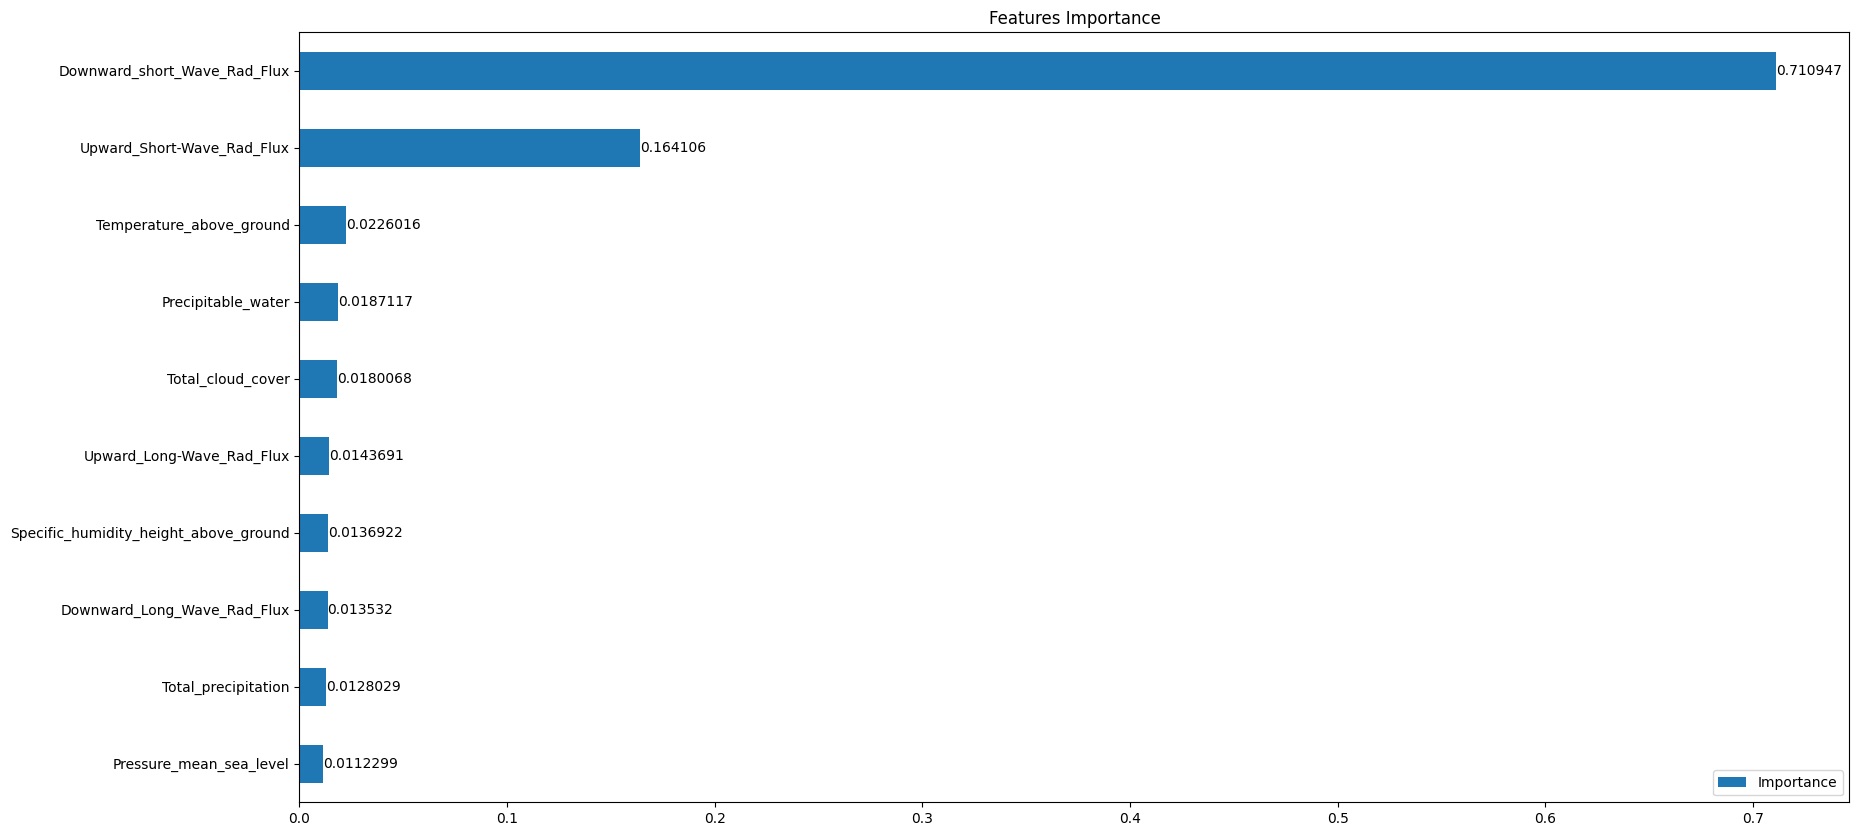 Features Importance
Downward_short_Wave_Rad_Flux 0.710947
Upward_Short-Wave_Rad_Flux 0.164106
Temperature_above_ground 0.0226016
Precipitable_water 0.0187117
Total_cloud_cover 0.0180068
Upward_Long-Wave_Rad_Flux 0.0143691
Specific_humidity_height_above_ground 0.0136922
Downward_Long_Wave_Rad_Flux 0.013532
Total_precipitation 0.0128029
Pressure_mean_sea_level 0.0112299
Importance
0.0 0.1 0.2 0.3 0.4 0.5 0.6 0.7